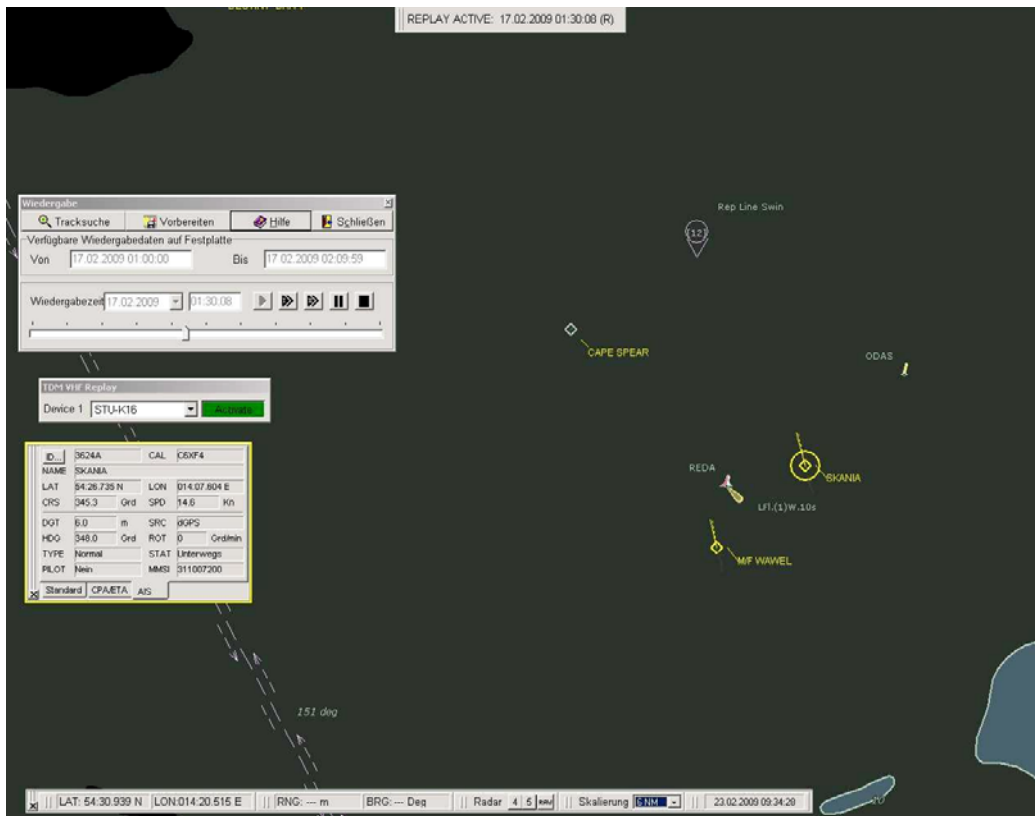 REPLAY ACTIVE: 17.02.2009 01:30:08 (R)
Wiedergabe
Tracksuche Vorbereiten Hilfe Schließen
Verfügbare Wiedergabedaten auf Festplatte
Von 17.02.2009 01:00:00 Bis 17.02.2009 02:09:59
Wiedergabezeit 17.02.2009 01:30:08
Rep Line Swin
[12]
CAPE SPEAR
ODAS
TDM VHF Replay
Device 1 STU-K16 Activate
ID... 3624A CAL C6XF4
NAME SKANIA
LAT 54:26.735 N LON 014:07.804 E
CRS 345.3 Grd SPD 14.6 Kn
DGT 6.0 m SRC dGPS
HDG 348.0 Grd ROT 0 Grd/min
TYPE Normal STAT Unterwegs
PILOT Nein MMSI 311007200
Standard CPA/ETA AIS
REDA
SKANIA
LFl.(1)W.10s
M/F WAWEL
151 deg
LAT: 54:30.939 N LON:014:20.515 E RNG: --- m BRG: --- Deg Radar 4 5 Skalierung 6 NM 23.02.2009 09:34:28
10